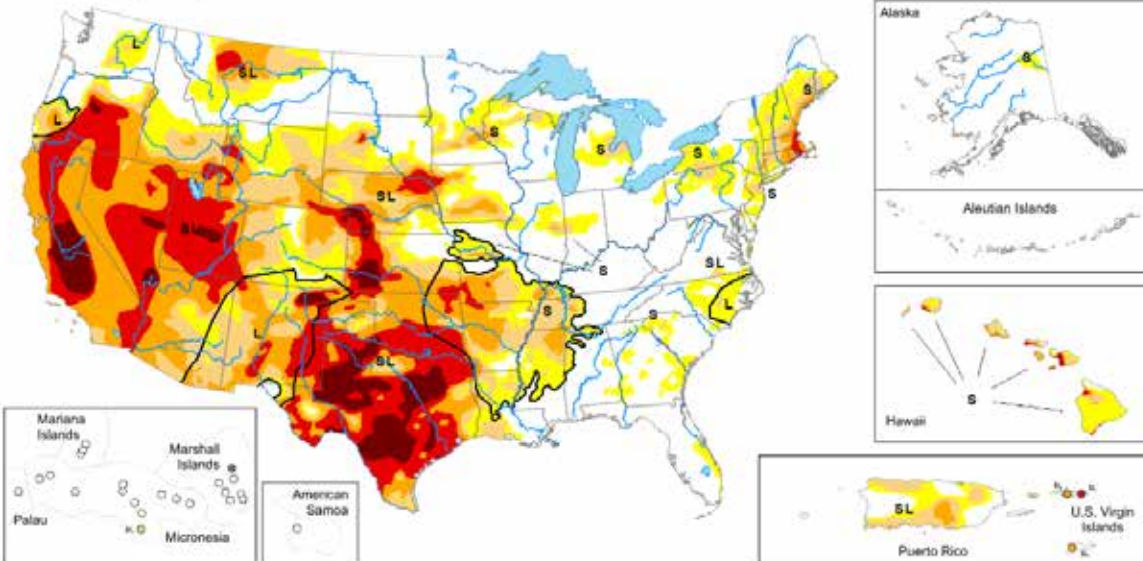 Alaska
S
Aleutian Islands
L
S L
L
S
S
S
S
S
SL
SL
S
S L
L
S
S
L
SL
S
Hawaii
Mariana
Islands
Marshall
Islands
Palau
Micronesia
American
Samoa
SL
U.S. Virgin
Islands
Puerto Rico